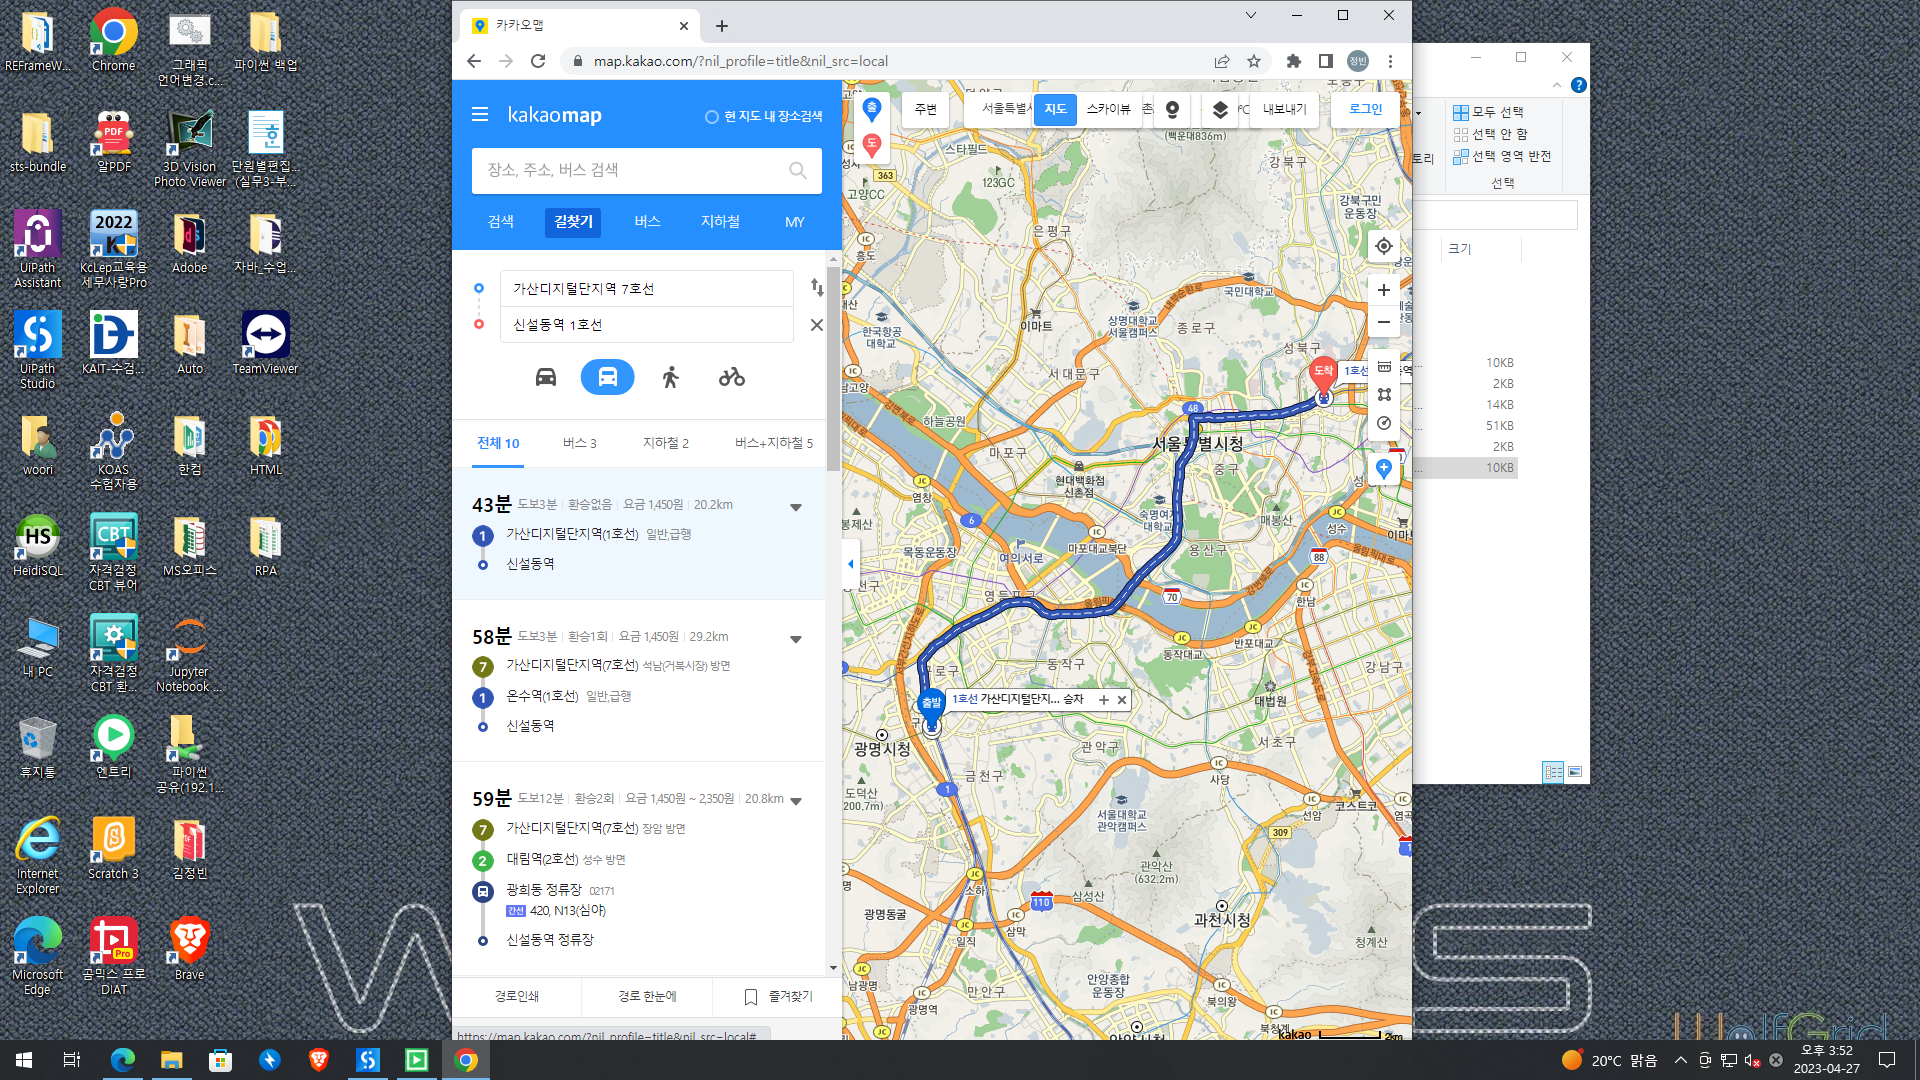 REFrameW...
Chrome
그래픽
언어변경.c...
파이썬 백업
sts-bundle
알PDF
3D Vision
Photo Viewer
단원별편집...
(실무3-부...
UiPath
Assistant
KcLep교육용
세무사랑Pro
Adobe
자바_수업...
UiPath
Studio
KAIT-수검...
Auto
TeamViewer
woori
KOAS
수험자용
한컴
HTML
HeidiSQL
자격검정
CBT 뷰어
MS오피스
RPA
내 PC
자격검정
CBT 환...
Jupyter
Notebook ...
휴지통
엔트리
파이썬
공유(192.1...
Internet
Explorer
Scratch 3
김정빈
Microsoft
Edge
곰믹스 프로
DIAT
Brave
카카오맵
map.kakao.com/?nil_profile=title&nil_src=local
정빈
kakaomap
현 지도 내 장소검색
장소, 주소, 버스 검색
검색
길찾기
버스
지하철
MY
가산디지털단지역 7호선
신설동역 1호선
전체 10
버스 3
지하철 2
버스+지하철 5
43분 도보3분 환승없음 요금 1,450원 20.2km
1 가산디지털단지역(1호선) 일반,급행
신설동역
58분 도보3분 환승1회 요금 1,450원 29.2km
7 가산디지털단지역(7호선) 석남(거북시장) 방면
1 온수역(1호선) 일반,급행
신설동역
59분 도보12분 환승2회 요금 1,450원 ~ 2,350원 20.8km
7 가산디지털단지역(7호선) 장암 방면
2 대림역(2호선) 성수 방면
광희동 정류장 02171
간선 420, N13(심야)
신설동역 정류장
경로인쇄
경로 한눈에
즐겨찾기
https://map.kakao.com/?nil_profile=title&nil_src=local#
출
도
주변
서울특별시
지도
스카이뷰
내보내기
로그인
(백운대836m)
스타필드
강북구
363
123GC
고양CC
강북구민
운동장
은평구
흥도
국민대학교
이마트
상명대학교
서울캠퍼스
종로구
한국항공
대학교
성북구
서대문구
도착
1호선
하늘공원
48
서울특별시청
마포구
중구
현대백화점
신촌점
염창
숙명여자
대학교
매봉산
성수
봉제산
6
목동운동장
여의서로
마포대교북단
용산구
88
70
한남
영등포구
반포대교
동작대교
동작구
강남구
구로구
1호선 가산디지털단지... 승차
대법원
출발
광명시청
관악구
서초구
금천구
사당
도덕산
200.7m)
1
서울대학교
관악캠퍼스
코스트코
선암
309
관악산
(632.2m)
소하
삼성산
110
광명동굴
과천시청
일직
삼막
청계산
안양종합
운동장
남광명
만안구
북의왕
광명역
북청계
kakao
2km
모두 선택
선택 안 함
선택 영역 반전
선택
크기
10KB
2KB
14KB
51KB
2KB
10KB
W
S
WolfGrid
20°C 맑음
오후 3:52
2023-04-27